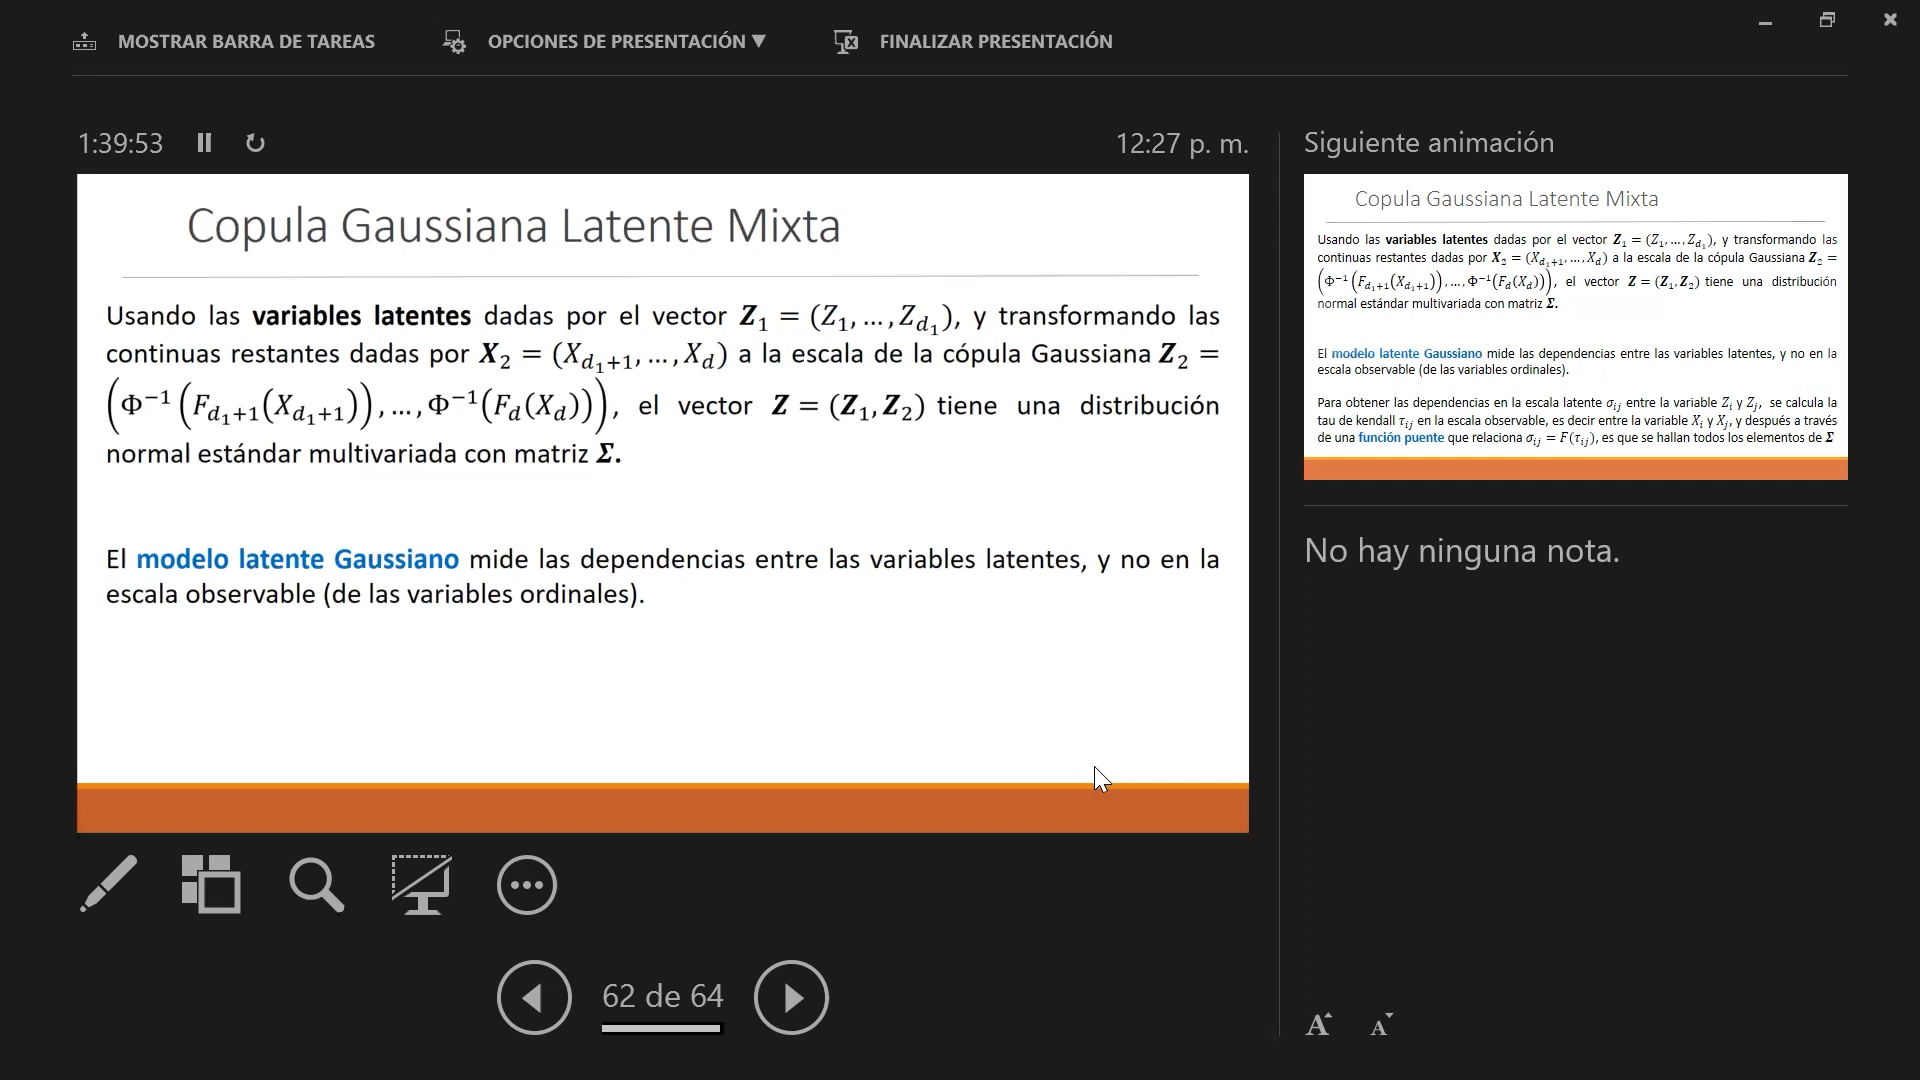 MOSTRAR BARRA DE TAREAS
OPCIONES DE PRESENTACIÓN ▼
FINALIZAR PRESENTACIÓN
1:39:53
12:27 p. m.
Copula Gaussiana Latente Mixta
Usando las variables latentes dadas por el vector 𝒁₁ = (Z₁, …, Z_{d₁}), y transformando las
continuas restantes dadas por 𝑿₂ = (X_{d₁+1}, …, X_d) a la escala de la cópula Gaussiana 𝒁₂ =
(Φ⁻¹(F_{d₁+1}(X_{d₁+1})), …, Φ⁻¹(F_d(X_d))), el vector 𝒁 = (𝒁₁, 𝒁₂) tiene una distribución
normal estándar multivariada con matriz 𝜮.
El modelo latente Gaussiano mide las dependencias entre las variables latentes, y no en la
escala observable (de las variables ordinales).
62 de 64
Siguiente animación
Copula Gaussiana Latente Mixta
Usando las variables latentes dadas por el vector 𝒁₁ = (Z₁, …, Z_{d₁}), y transformando las
continuas restantes dadas por 𝑿₂ = (X_{d₁+1}, …, X_d) a la escala de la cópula Gaussiana 𝒁₂ =
(Φ⁻¹(F_{d₁+1}(X_{d₁+1})), …, Φ⁻¹(F_d(X_d))), el vector 𝒁 = (𝒁₁, 𝒁₂) tiene una distribución
normal estándar multivariada con matriz 𝜮.
El modelo latente Gaussiano mide las dependencias entre las variables latentes, y no en la
escala observable (de las variables ordinales).
Para obtener las dependencias en la escala latente σ_{ij} entre la variable Z_i y Z_j, se calcula la
tau de kendall τ_{ij} en la escala observable, es decir entre la variable X_i y X_j, y después a través
de una función puente que relaciona σ_{ij} = F(τ_{ij}), es que se hallan todos los elementos de 𝜮
No hay ninguna nota.
A A